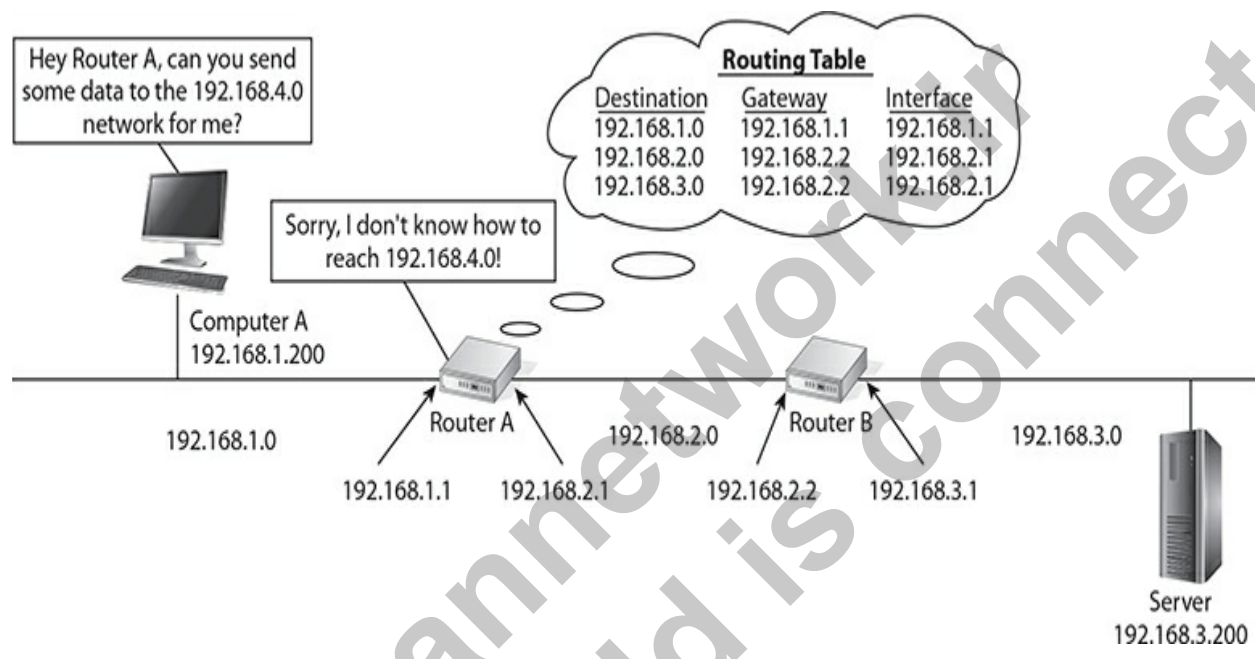 Hey Router A, can you send
some data to the 192.168.4.0
network for me?
Routing Table
Destination Gateway Interface
192.168.1.0 192.168.1.1 192.168.1.1
192.168.2.0 192.168.2.2 192.168.2.1
192.168.3.0 192.168.2.2 192.168.2.1
Sorry, I don't know how to
reach 192.168.4.0!
Computer A
192.168.1.200
Router A
Router B
192.168.1.0
192.168.2.0
192.168.3.0
192.168.1.1
192.168.2.1
192.168.2.2
192.168.3.1
Server
192.168.3.200
annetwork.ir
d is connect